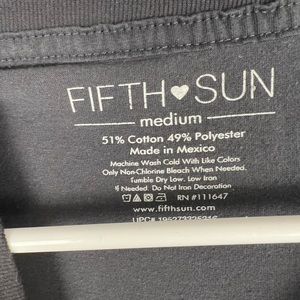 FIFTH♥SUN
medium
51% Cotton 49% Polyester
Made in Mexico
Machine Wash Cold With Like Colors
Only Non-Chlorine Bleach When Needed.
Tumble Dry Low. Low Iron
If Needed. Do Not Iron Decoration
RN #111647
www.fifthsun.com
UPC#